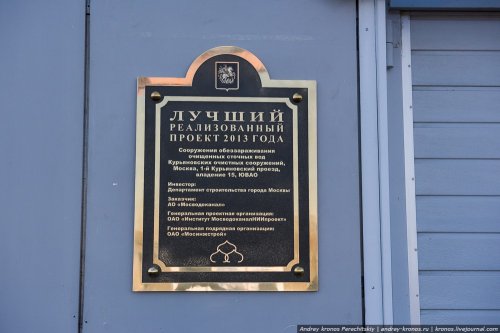 ЛУЧШИЙ
РЕАЛИЗОВАННЫЙ
ПРОЕКТ 2013 ГОДА
Сооружения обеззараживания
очищенных сточных вод
Курьяновских очистных сооружений,
Москва, 1-й Курьяновский проезд,
владение 15, ЮВАО
Инвестор:
Департамент строительства города Москвы
Заказчик:
АО «Мосводоканал»
Генеральная проектная организация:
ОАО «Институт МосводоканалНИИпроект»
Генеральная подрядная организация:
ОАО «Мосинжстрой»
Andrey kronos Perachitskiy | andrey-kronos.ru | kronos.livejournal.com